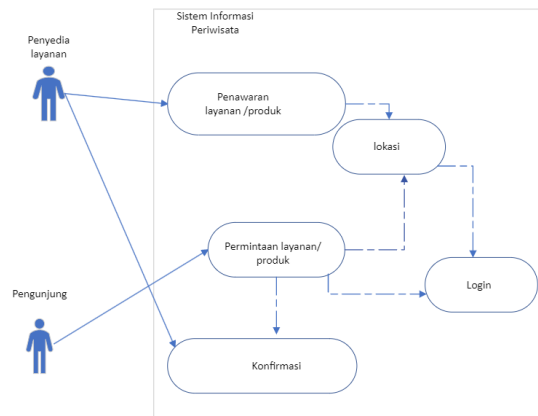 Sistem Informasi
Periwisata
Penyedia
layanan
Penawaran
layanan /produk
lokasi
Permintaan layanan/
produk
Login
Pengunjung
Konfirmasi